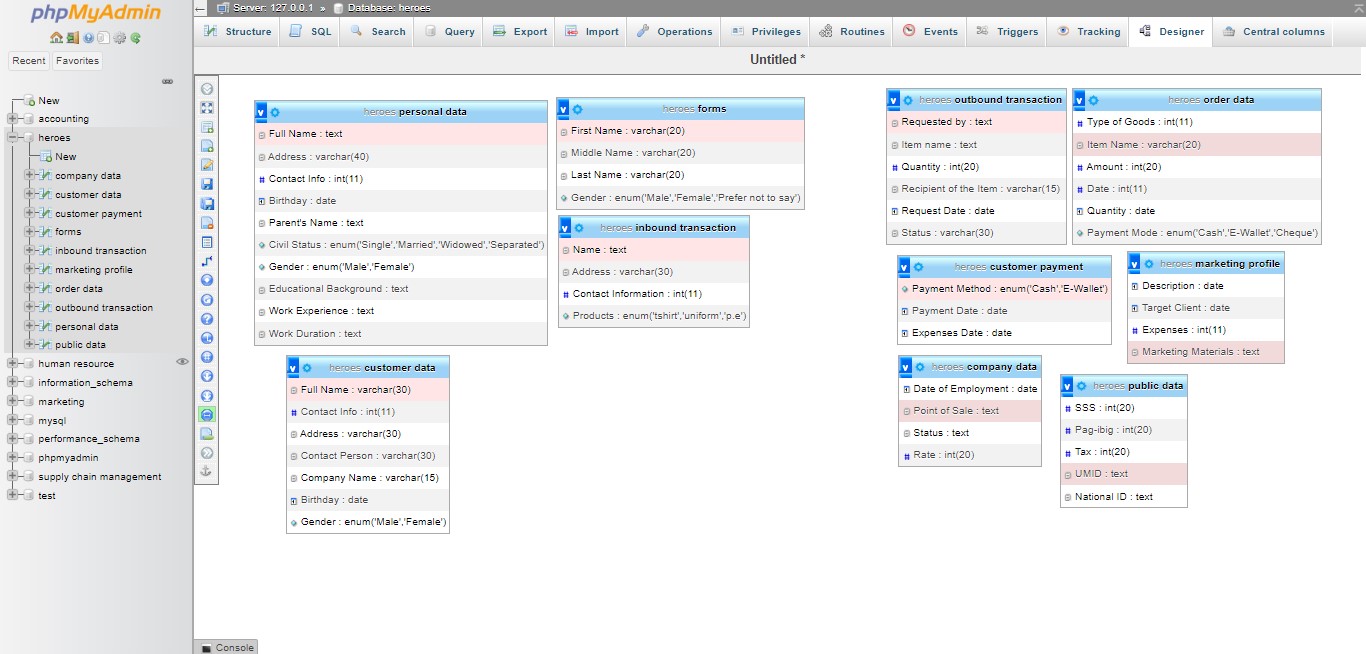 phpMyAdmin
Recent Favorites
New
accounting
heroes
New
company data
customer data
customer payment
forms
inbound transaction
marketing profile
order data
outbound transaction
personal data
public data
human resource
information_schema
marketing
mysql
performance_schema
phpmyadmin
supply chain management
test
Server: 127.0.0.1 » Database: heroes
Structure SQL Search Query Export Import Operations Privileges Routines Events Triggers Tracking Designer Central columns
Untitled *
heroes personal data
Full Name : text
Address : varchar(40)
Contact Info : int(11)
Birthday : date
Parent's Name : text
Civil Status : enum('Single','Married','Widowed','Separated')
Gender : enum('Male','Female')
Educational Background : text
Work Experience : text
Work Duration : text
heroes forms
First Name : varchar(20)
Middle Name : varchar(20)
Last Name : varchar(20)
Gender : enum('Male','Female','Prefer not to say')
heroes inbound transaction
Name : text
Address : varchar(30)
Contact Information : int(11)
Products : enum('tshirt','uniform','p.e')
heroes customer data
Full Name : varchar(30)
Contact Info : int(11)
Address : varchar(30)
Contact Person : varchar(30)
Company Name : varchar(15)
Birthday : date
Gender : enum('Male','Female')
heroes outbound transaction
Requested by : text
Item name : text
Quantity : int(20)
Recipient of the Item : varchar(15)
Request Date : date
Status : varchar(30)
heroes order data
Type of Goods : int(11)
Item Name : varchar(20)
Amount : int(20)
Date : int(11)
Quantity : date
Payment Mode : enum('Cash','E-Wallet','Cheque')
heroes customer payment
Payment Method : enum('Cash','E-Wallet')
Payment Date : date
Expenses Date : date
heroes marketing profile
Description : date
Target Client : date
Expenses : int(11)
Marketing Materials : text
heroes company data
Date of Employment : date
Point of Sale : text
Status : text
Rate : int(20)
heroes public data
SSS : int(20)
Pag-ibig : int(20)
Tax : int(20)
UMID : text
National ID : text
Console